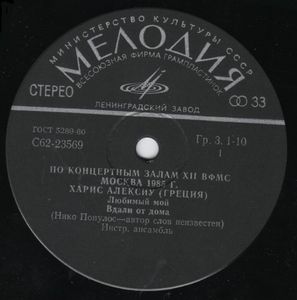 МИНИСТЕРСТВО КУЛЬТУРЫ СССР
МЕЛОДИЯ
ВСЕСОЮЗНАЯ ФИРМА ГРАМПЛАСТИНОК
СТЕРЕО
33
ЛЕНИНГРАДСКИЙ ЗАВОД
ГОСТ 5289-80
Гр. 3. 1-10
С62-23569
1
ПО КОНЦЕРТНЫМ ЗАЛАМ XII ВФМС
МОСКВА 1985 Г.
ХАРИС АЛЕКСИУ (ГРЕЦИЯ)
Любимый мой
Вдали от дома
(Нико Популос—автор слов неизвестен)
Инстр. ансамбль